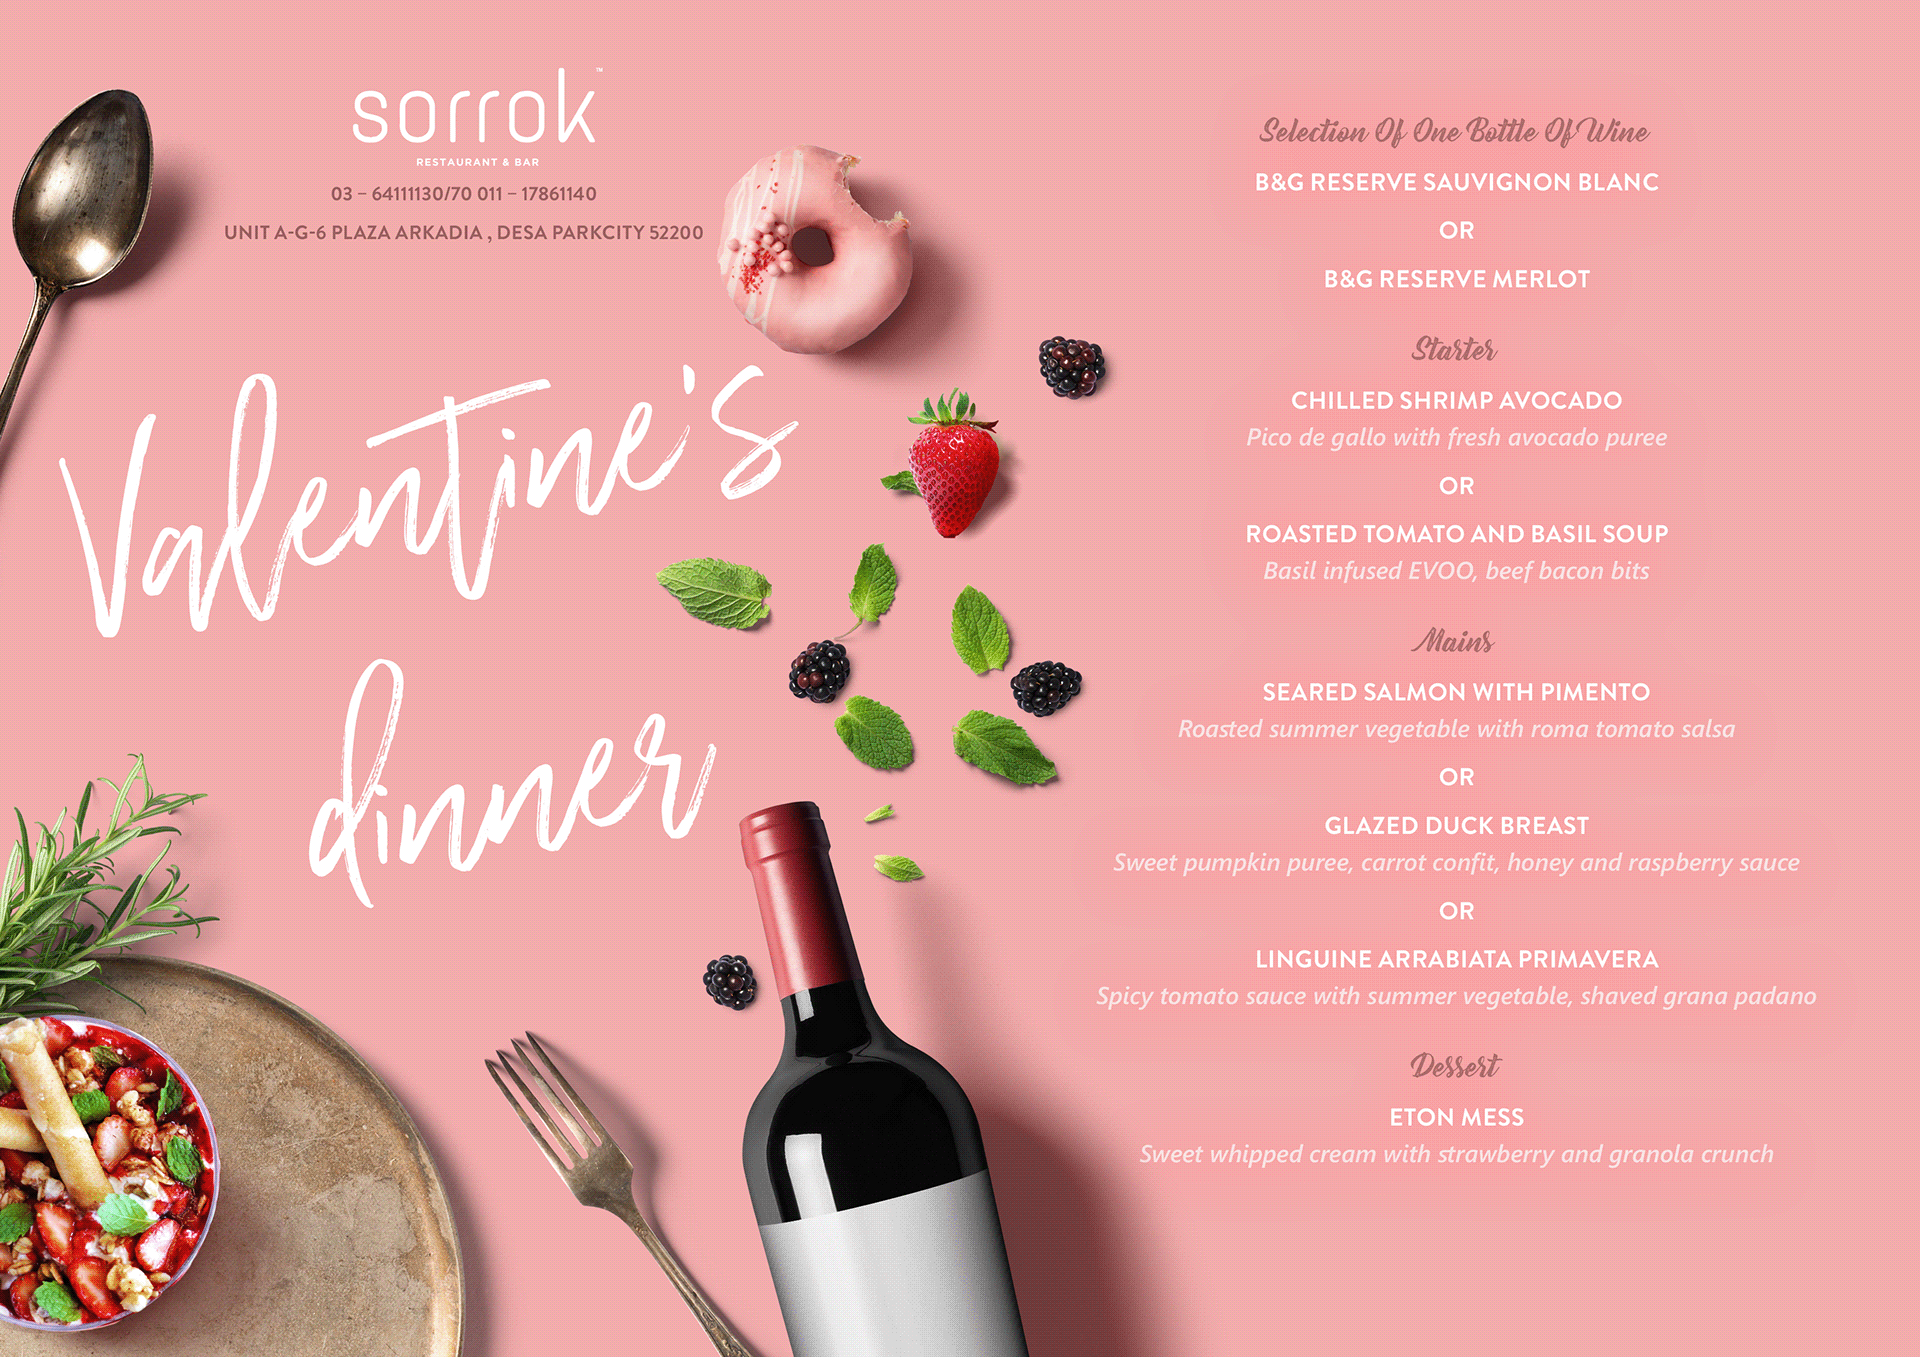 sorrok™
RESTAURANT & BAR
03 – 64111130/70 011 – 17861140
UNIT A-G-6 PLAZA ARKADIA , DESA PARKCITY 52200
Valentine's
dinner
Selection Of One Bottle Of Wine
B&G RESERVE SAUVIGNON BLANC
OR
B&G RESERVE MERLOT
Starter
CHILLED SHRIMP AVOCADO
Pico de gallo with fresh avocado puree
OR
ROASTED TOMATO AND BASIL SOUP
Basil infused EVOO, beef bacon bits
Mains
SEARED SALMON WITH PIMENTO
Roasted summer vegetable with roma tomato salsa
OR
GLAZED DUCK BREAST
Sweet pumpkin puree, carrot confit, honey and raspberry sauce
OR
LINGUINE ARRABIATA PRIMAVERA
Spicy tomato sauce with summer vegetable, shaved grana padano
Dessert
ETON MESS
Sweet whipped cream with strawberry and granola crunch